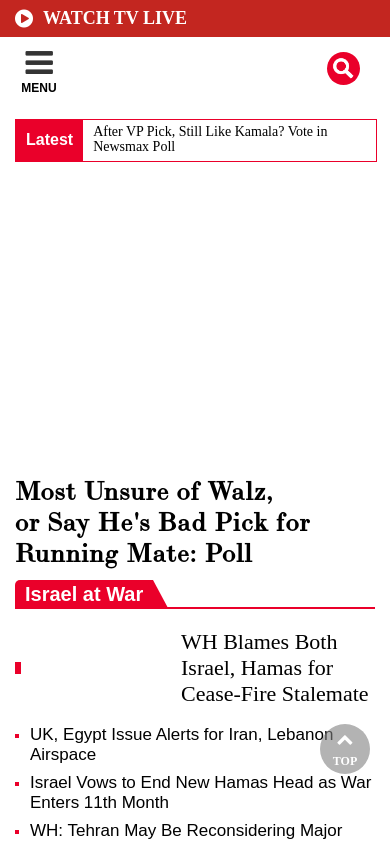 WATCH TV LIVE
MENU
Latest
After VP Pick, Still Like Kamala? Vote in
Newsmax Poll
Most Unsure of Walz,
or Say He's Bad Pick for
Running Mate: Poll
Israel at War
WH Blames Both
Israel, Hamas for
Cease-Fire Stalemate
UK, Egypt Issue Alerts for Iran, Lebanon
Airspace
TOP
Israel Vows to End New Hamas Head as War
Enters 11th Month
WH: Tehran May Be Reconsidering Major